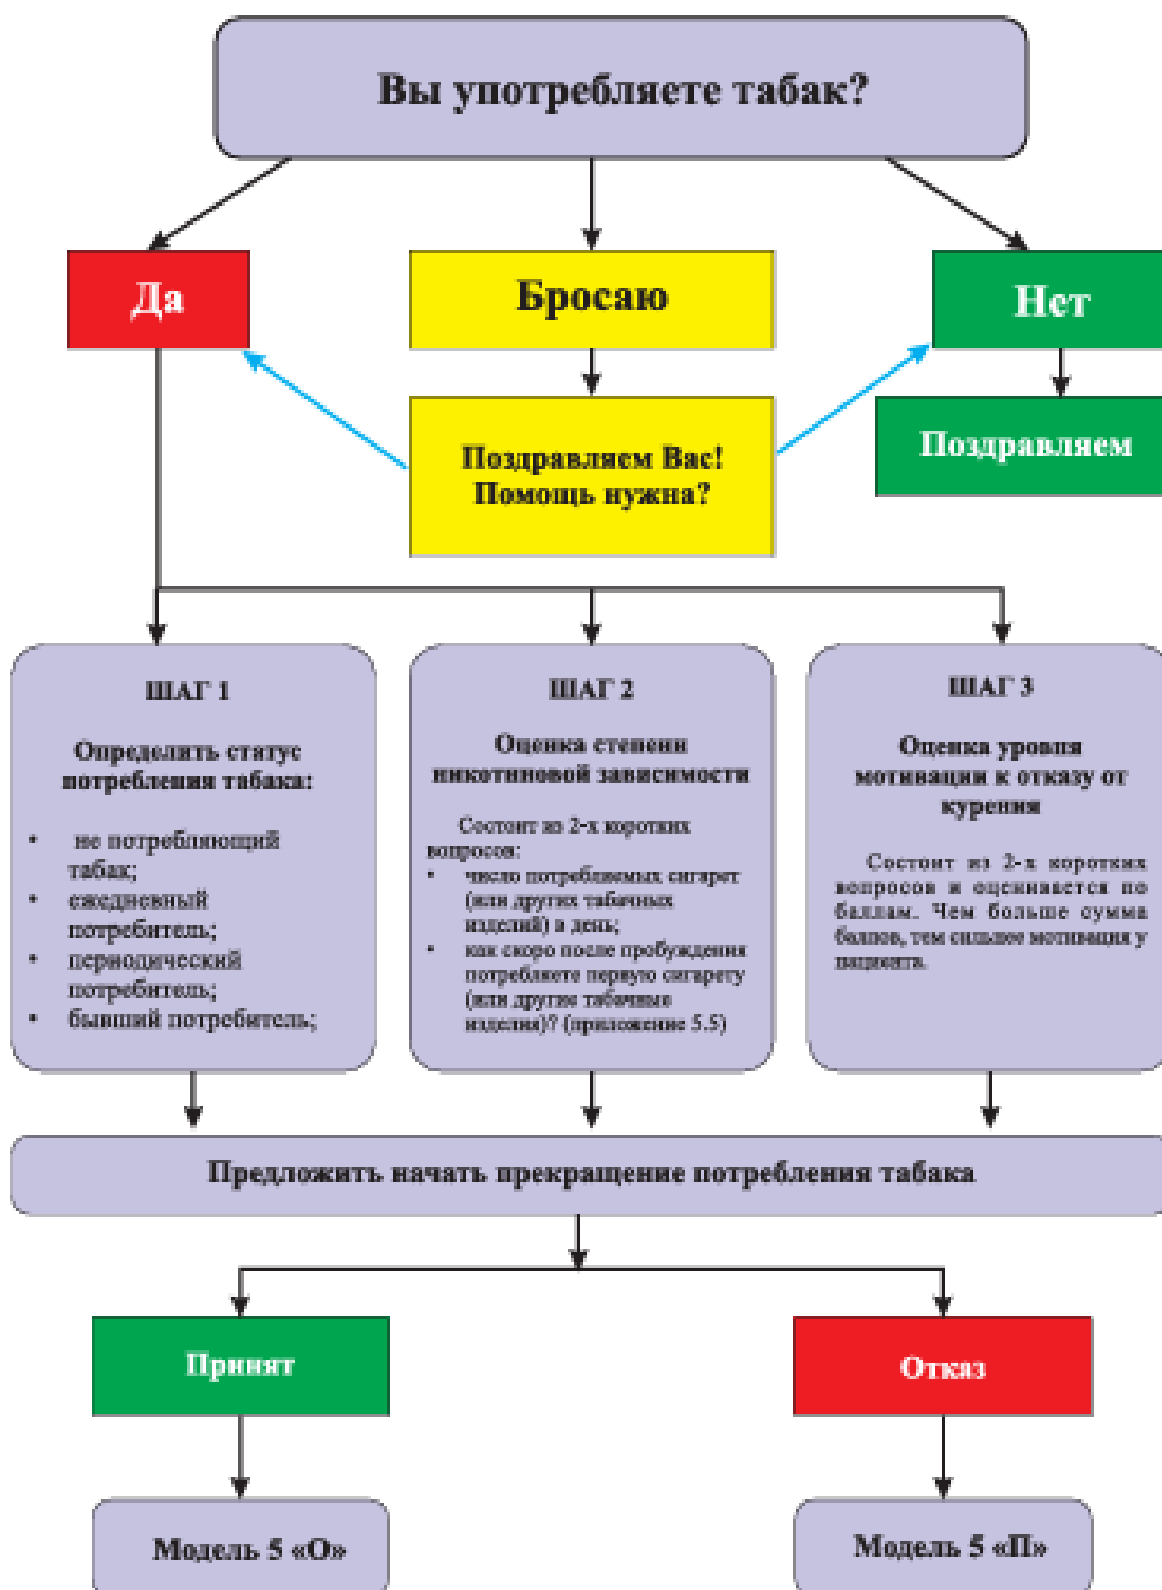 Вы употребляете табак?
Да
Бросаю
Нет
Поздравляем Вас!
Помощь нужна?
Поздравляем
ШАГ 1
Определить статус
потребления табака:
• не потребляющий
табак;
• ежедневный
потребитель;
• периодический
потребитель;
• бывший потребитель;
ШАГ 2
Оценка степени
никотиновой зависимости
Состоит из 2-х коротких
вопросов:
• число потребляемых сигарет
(или других табачных
изделий) в день;
• как скоро после пробуждения
потребляете первую сигарету
(или другие табачные
изделия)? (приложение 5.5)
ШАГ 3
Оценка уровня
мотивации к отказу от
курения
Состоит из 2-х коротких
вопросов и оценивается по
баллам. Чем больше сумма
баллов, тем сильнее мотивация у
пациента.
Предложить начать прекращение потребления табака
Принят
Отказ
Модель 5 «О»
Модель 5 «П»